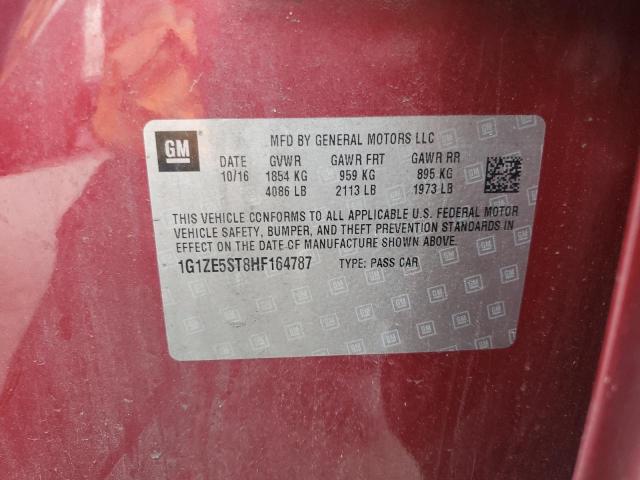 GM
MFD BY GENERAL MOTORS LLC
DATE GVWR GAWR FRT GAWR RR
10/16 1854 KG 959 KG 895 KG
4086 LB 2113 LB 1973 LB
THIS VEHICLE CONFORMS TO ALL APPLICABLE U.S. FEDERAL MOTOR
VEHICLE SAFETY, BUMPER, AND THEFT PREVENTION STANDARDS IN
EFFECT ON THE DATE OF MANUFACTURE SHOWN ABOVE.
1G1ZE5ST8HF164787 TYPE: PASS CAR